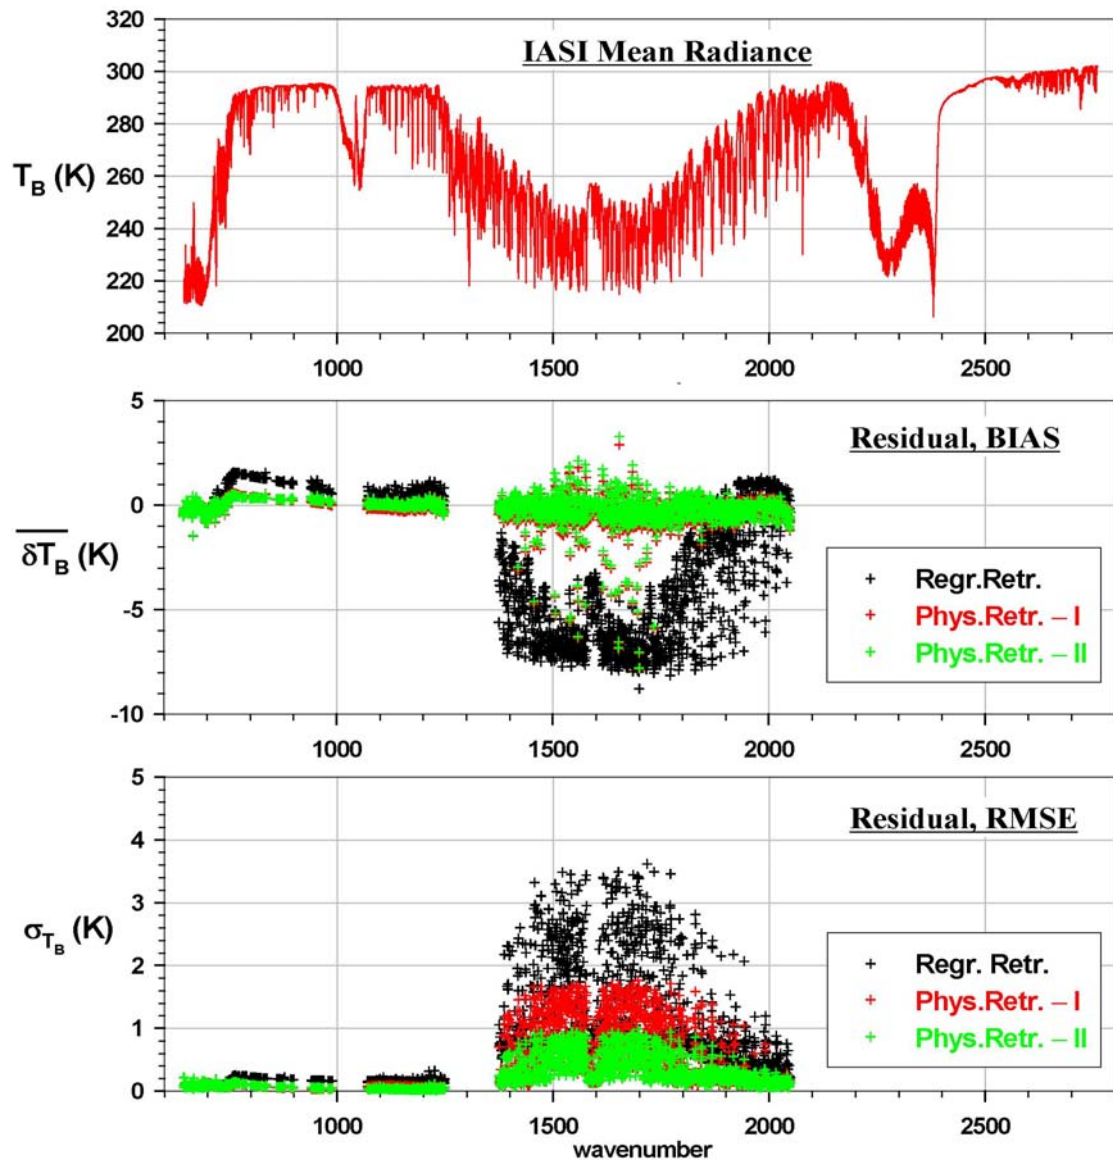 IASI Mean Radiance
T_B (K)
320
300
280
260
240
220
200
1000 1500 2000 2500
Residual, BIAS
δT_B (K)
5
0
-5
-10
Regr.Retr.
Phys.Retr. – I
Phys.Retr. – II
1000 1500 2000 2500
Residual, RMSE
σ_T_B (K)
5
4
3
2
1
0
Regr. Retr.
Phys.Retr. – I
Phys.Retr. – II
1000 1500 2000 2500
wavenumber